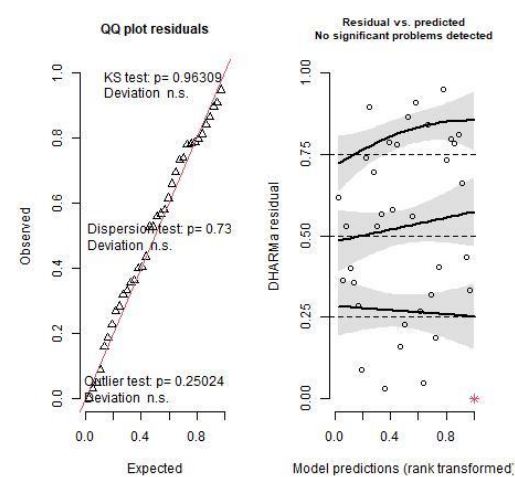 QQ plot residuals
KS test: p= 0.96309
Deviation n.s.
Dispersion test: p= 0.73
Deviation n.s.
Outlier test: p= 0.25024
Deviation n.s.
Observed
0.0 0.2 0.4 0.6 0.8 1.0
0.0 0.4 0.8
Expected
Residual vs. predicted
No significant problems detected
DHARMa residual
0.00 0.25 0.50 0.75 1.00
0.0 0.4 0.8
Model predictions (rank transformed)